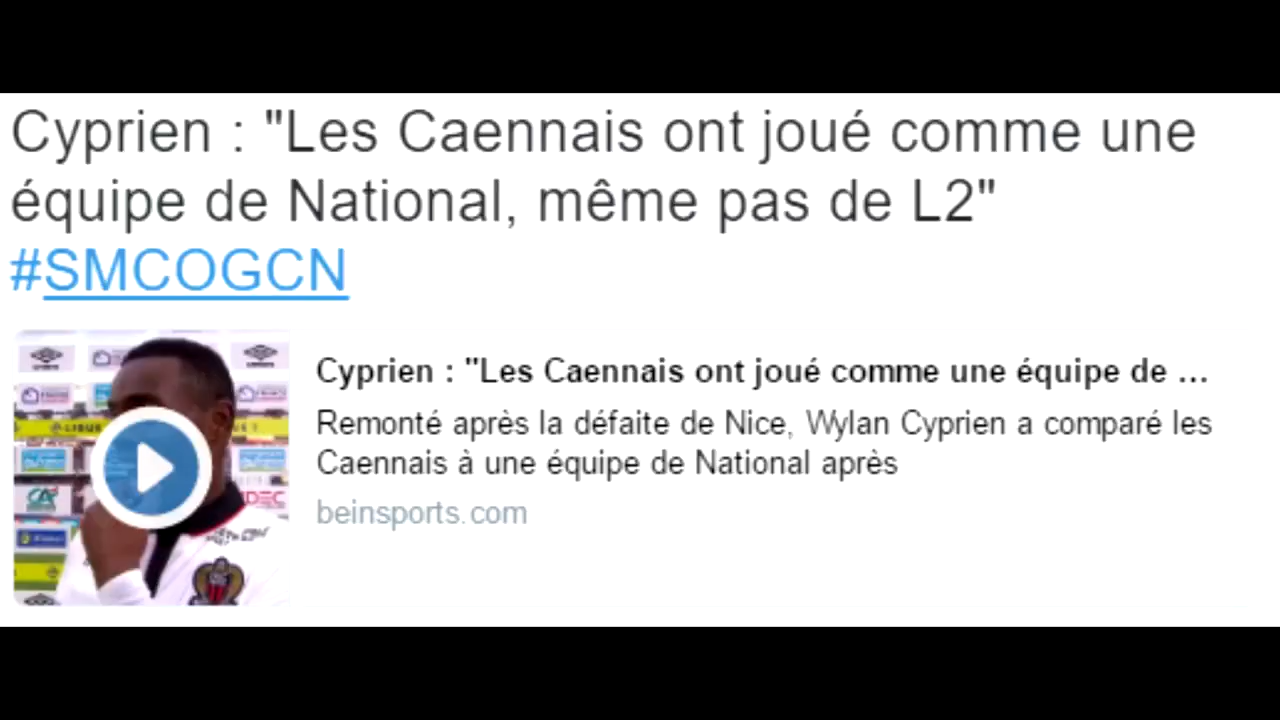 Cyprien : "Les Caennais ont joué comme une
équipe de National, même pas de L2"
#SMCOGCN
Cyprien : "Les Caennais ont joué comme une équipe de ...
Remonté après la défaite de Nice, Wylan Cyprien a comparé les
Caennais à une équipe de National après
beinsports.com